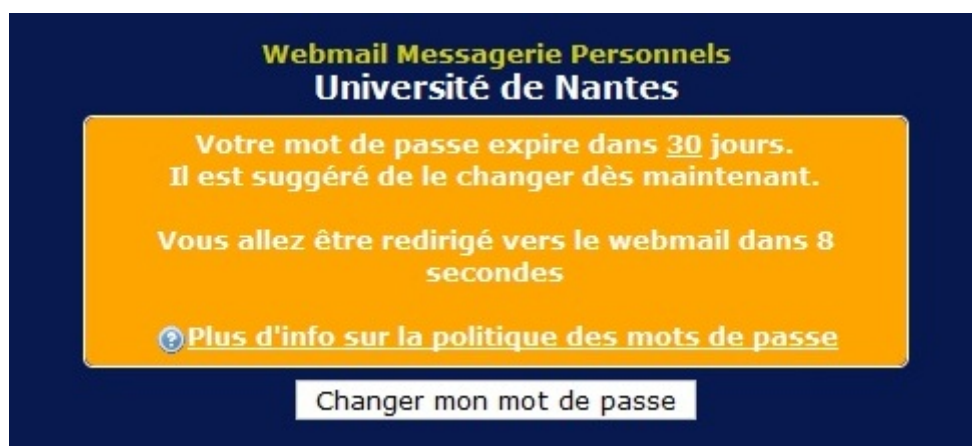 Webmail Messagerie Personnels
Université de Nantes
Votre mot de passe expire dans 30 jours.
Il est suggéré de le changer dès maintenant.
Vous allez être redirigé vers le webmail dans 8
secondes
Plus d'info sur la politique des mots de passe
Changer mon mot de passe